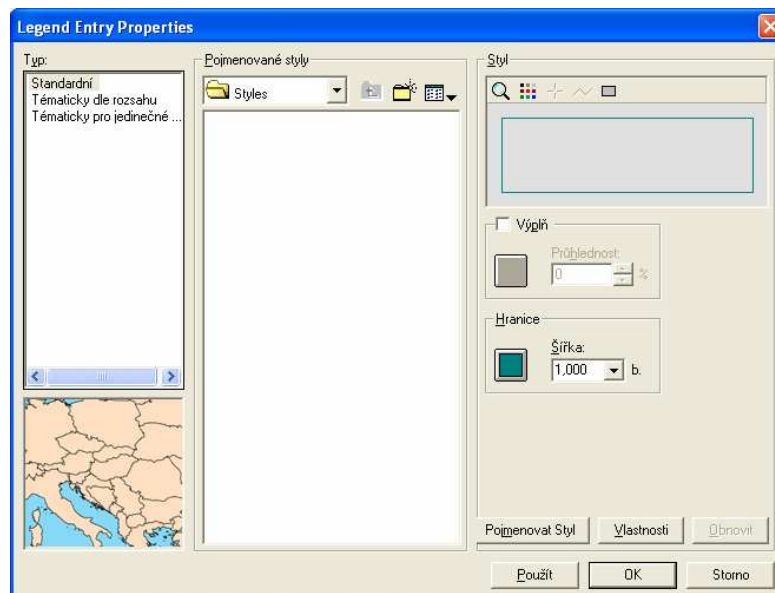 Legend Entry Properties
Typ:
Standardní
Tématicky dle rozsahu
Tématicky pro jedinečné ...
Pojmenované styly
Styles
Styl
Výplň
Průhlednost:
0
%
Hranice
Šířka:
1,000
b.
Pojmenovat Styl
Vlastnosti
Obnovit
Použít
OK
Storno